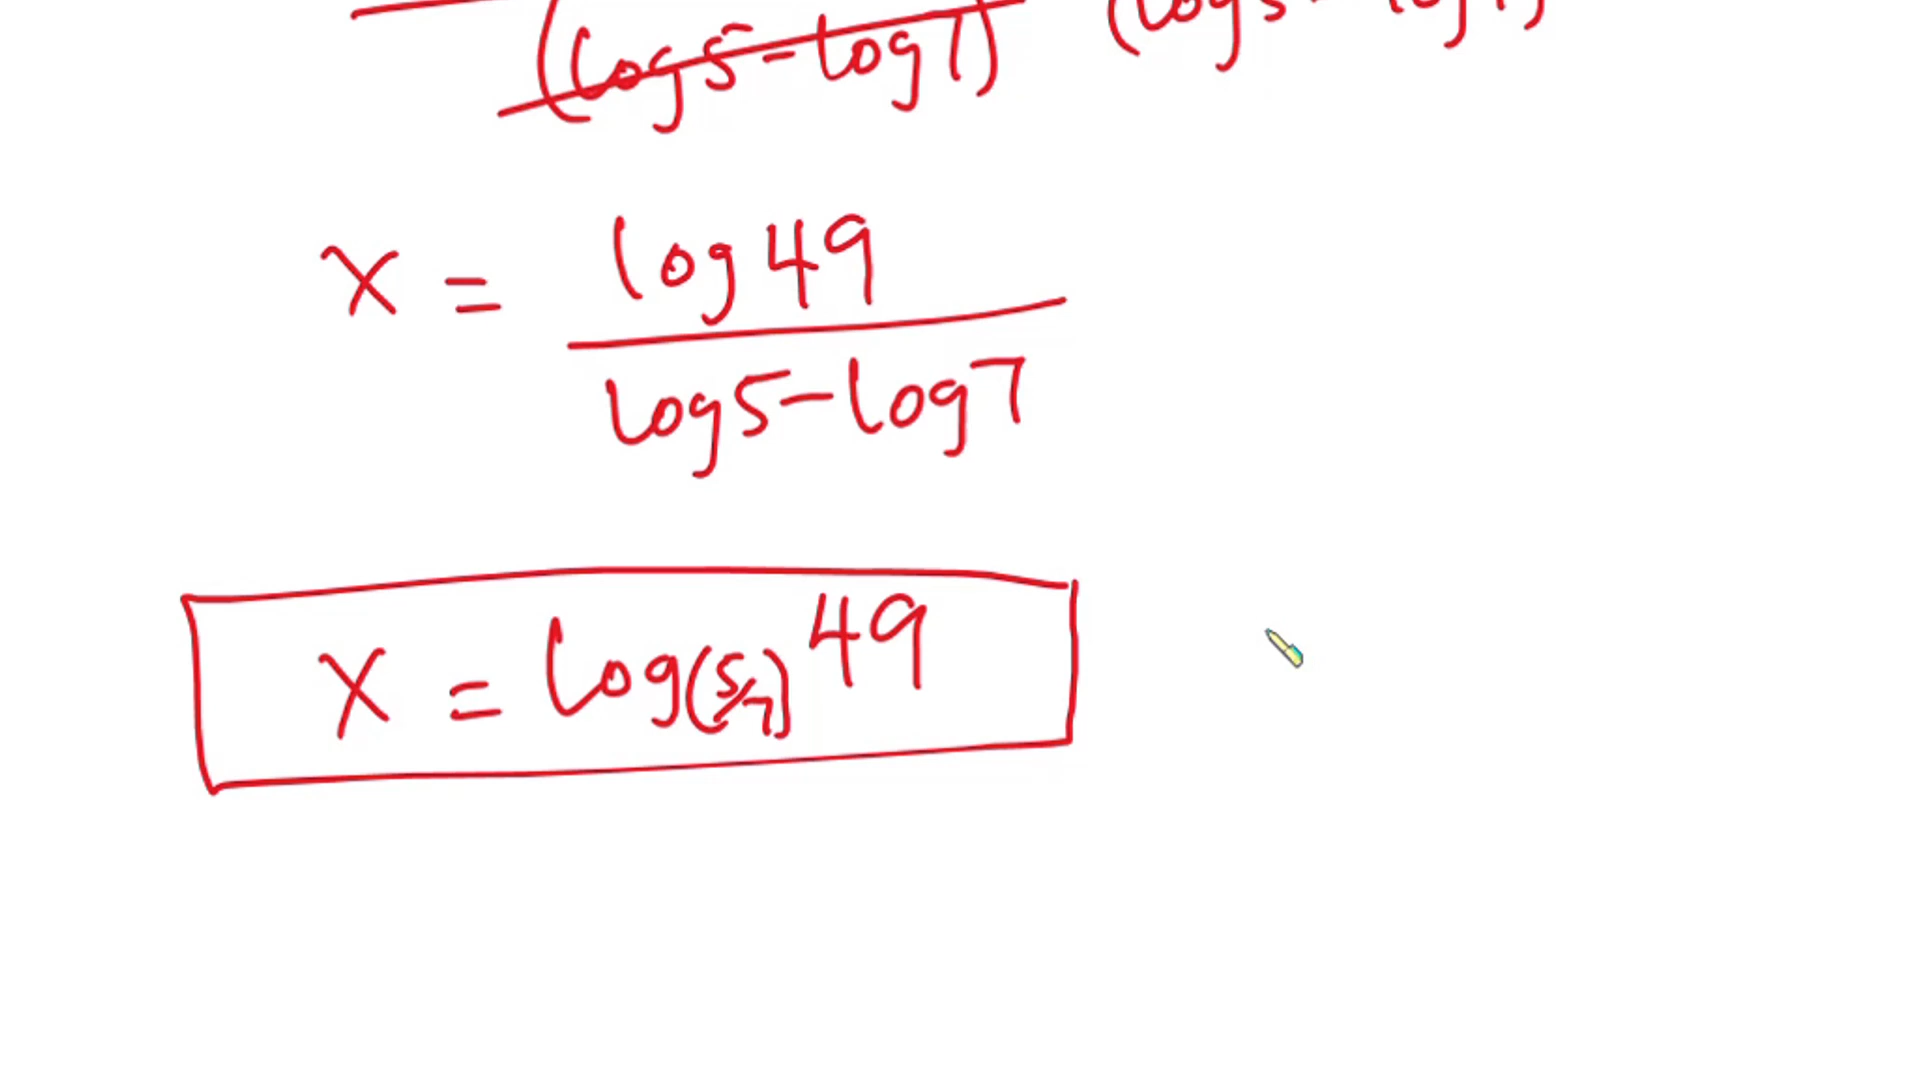 (log5-log7) (log5-log7)
x = log49
log5-log7
x = log(5/7) 49